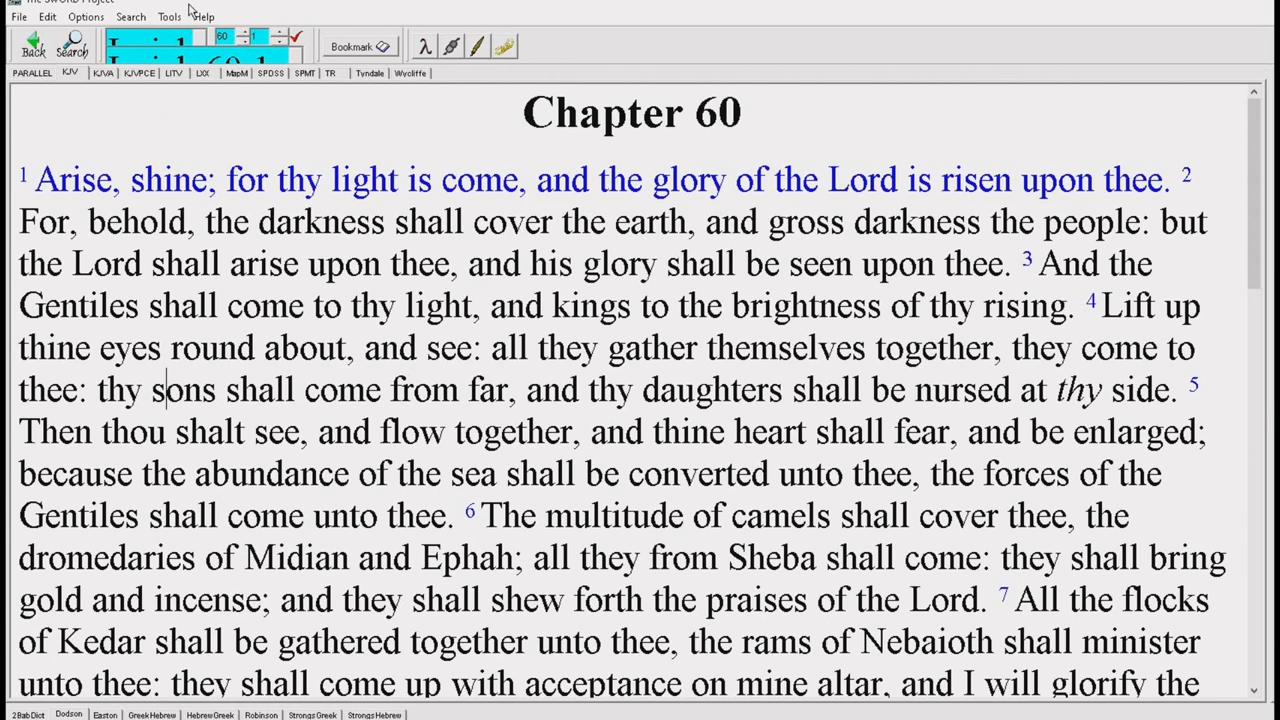 The SWORD Project
File Edit Options Search Tools Help
Back Search 60 1 Bookmark λ
PARALLEL KJV KJVA KJVPCE LITV LXX MapM SPDSS SPMT TR Tyndale Wycliffe
Chapter 60
1 Arise, shine; for thy light is come, and the glory of the Lord is risen upon thee. 2
For, behold, the darkness shall cover the earth, and gross darkness the people: but
the Lord shall arise upon thee, and his glory shall be seen upon thee. 3 And the
Gentiles shall come to thy light, and kings to the brightness of thy rising. 4 Lift up
thine eyes round about, and see: all they gather themselves together, they come to
thee: thy sons shall come from far, and thy daughters shall be nursed at thy side. 5
Then thou shalt see, and flow together, and thine heart shall fear, and be enlarged;
because the abundance of the sea shall be converted unto thee, the forces of the
Gentiles shall come unto thee. 6 The multitude of camels shall cover thee, the
dromedaries of Midian and Ephah; all they from Sheba shall come: they shall bring
gold and incense; and they shall shew forth the praises of the Lord. 7 All the flocks
of Kedar shall be gathered together unto thee, the rams of Nebaioth shall minister
unto thee: they shall come up with acceptance on mine altar, and I will glorify the
2BabDict Dodson Easton GreekHebrew HebrewGreek Robinson StrongsGreek StrongsHebrew